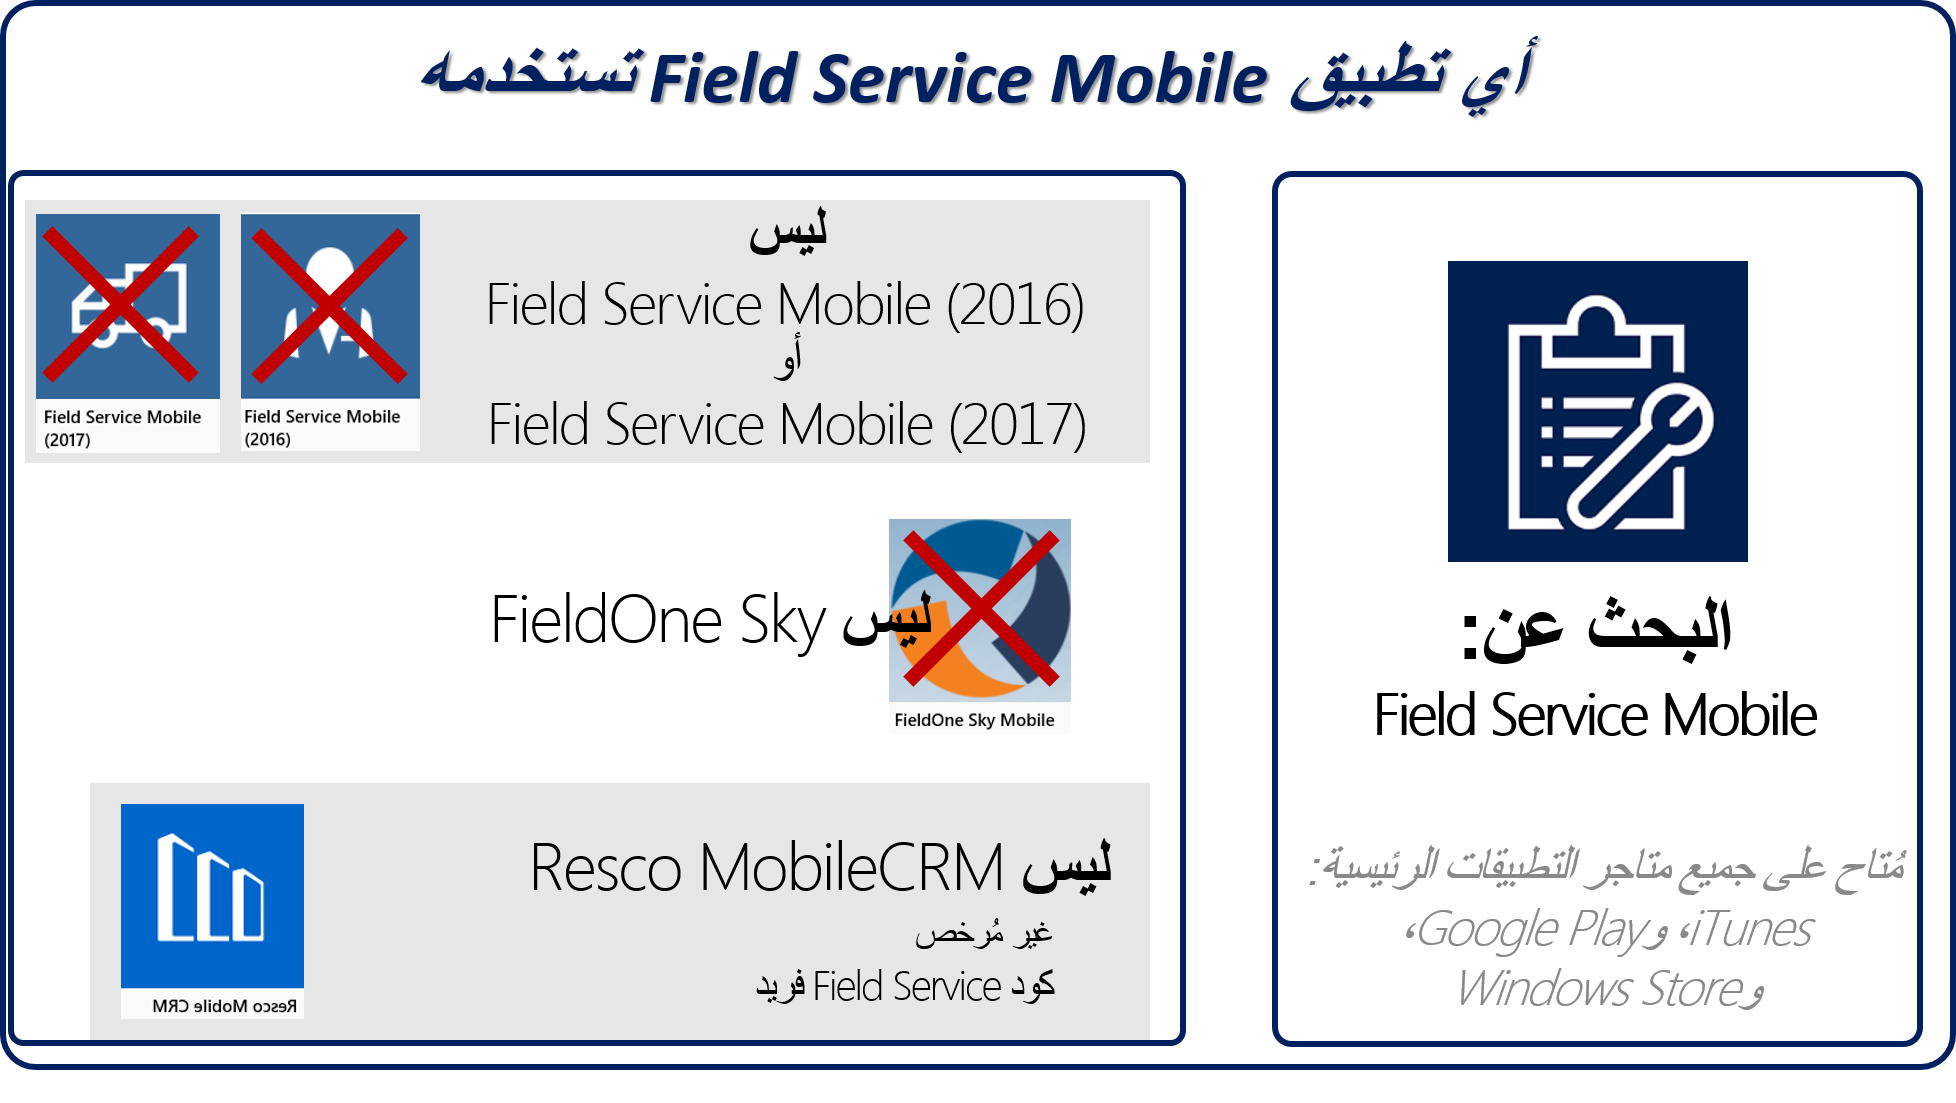 أي تطبيق Field Service Mobile تستخدمه
البحث عن:
Field Service Mobile
مُتاح على جميع متاجر التطبيقات الرئيسية:
iTunes، وGoogle Play،
وWindows Store
ليس
Field Service Mobile (2016)
أو
Field Service Mobile (2017)
Field Service Mobile
(2016)
Field Service Mobile
(2017)
ليس FieldOne Sky
FieldOne Sky Mobile
ليس Resco MobileCRM
غير مُرخص
كود Field Service فريد
Resco Mobile CRM